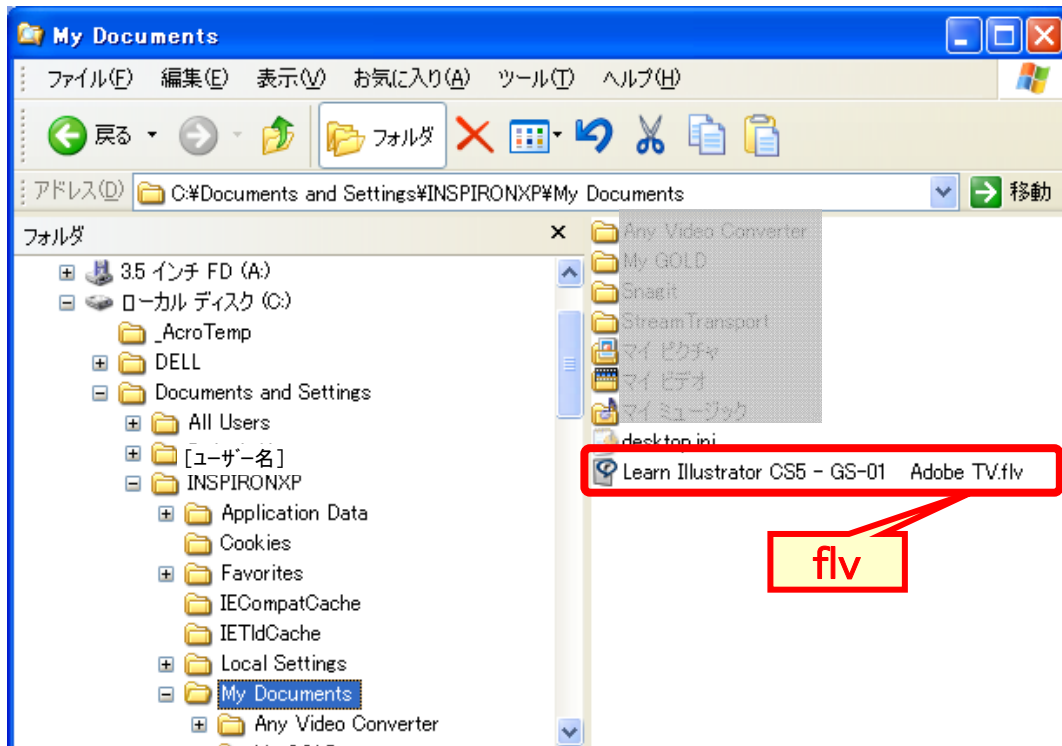 My Documents
ファイル(F) 編集(E) 表示(V) お気に入り(A) ツール(T) ヘルプ(H)
戻る フォルダ
アドレス(D) C:¥Documents and Settings¥INSPIRONXP¥My Documents 移動
フォルダ
3.5 インチ FD (A:)
ローカル ディスク (C:)
_AcroTemp
DELL
Documents and Settings
All Users
[ユーザー名]
INSPIRONXP
Application Data
Cookies
Favorites
IECompatCache
IETldCache
Local Settings
My Documents
Any Video Converter
Any Video Converter
My GOLD
Snagit
StreamTransport
マイ ピクチャ
マイ ビデオ
マイ ミュージック
desktop.ini
Learn Illustrator CS5 - GS-01 Adobe TV.flv
flv